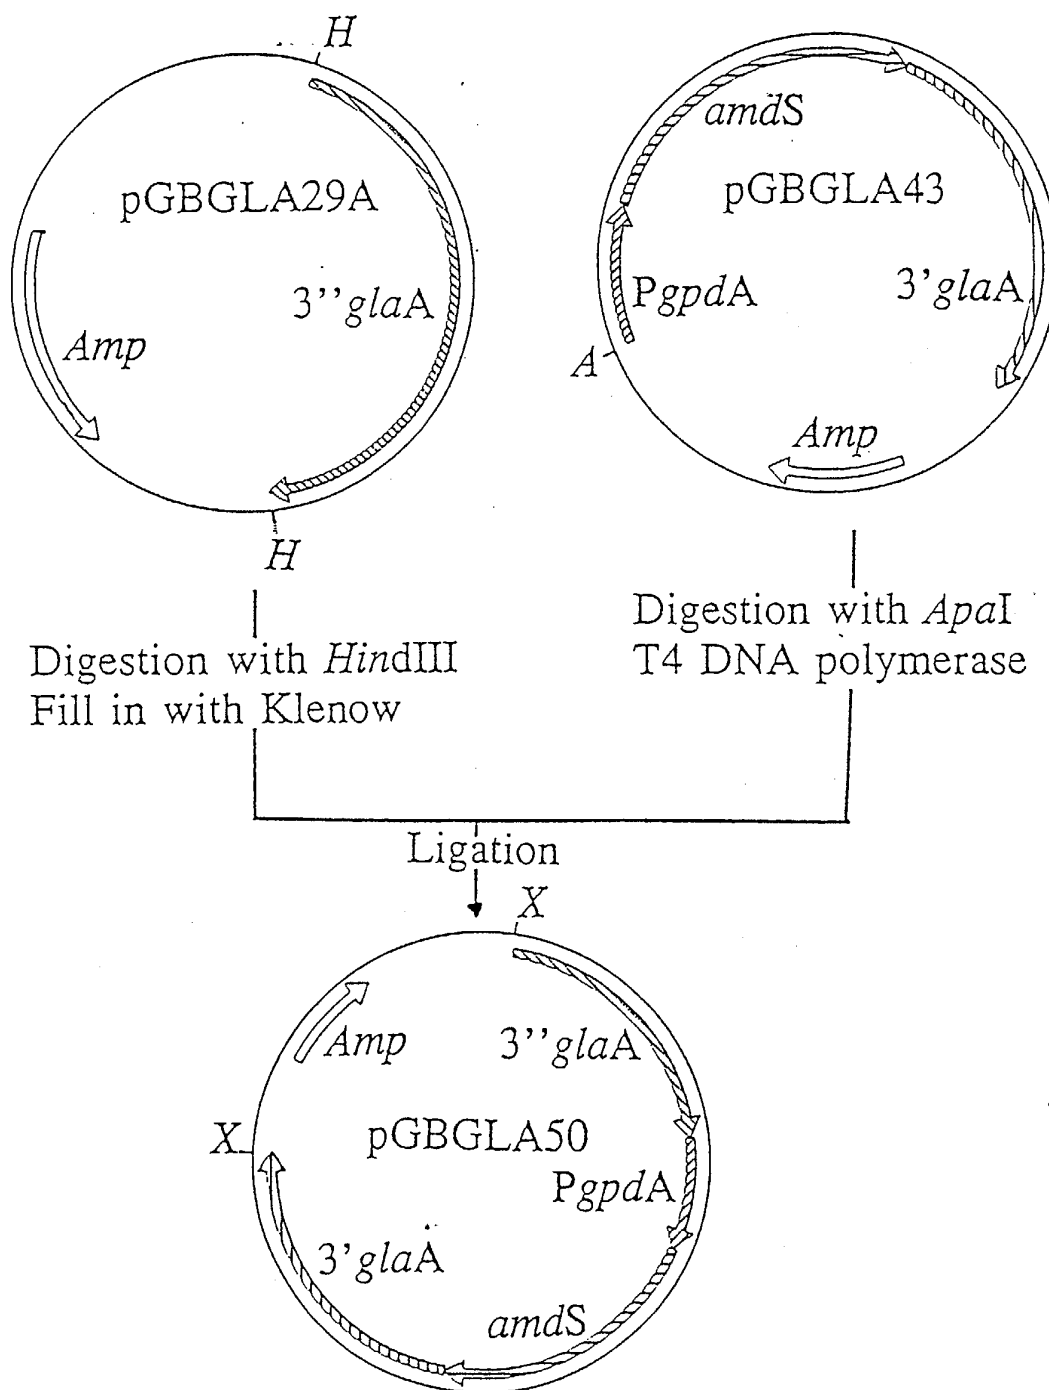 H
pGBGLA29A
3''glaA
Amp
H
amdS
pGBGLA43
PgpdA
3'glaA
A
Amp
Digestion with HindIII
Fill in with Klenow
Digestion with ApaI
T4 DNA polymerase
Ligation
X
Amp
3''glaA
X
pGBGLA50
PgpdA
3'glaA
amdS